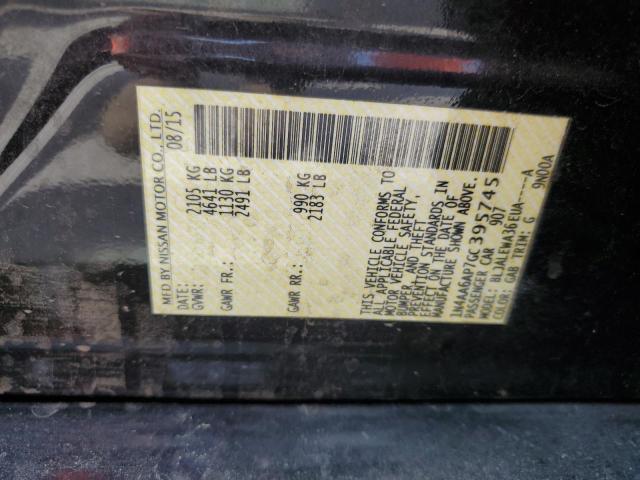 MFD BY NISSAN MOTOR CO., LTD.
DATE: 08/15
GVWR: 2105 KG
4641 LB
GAWR FR: 1130 KG
2491 LB
GAWR RR: 990 KG
2183 LB
THIS VEHICLE CONFORMS TO
ALL APPLICABLE FEDERAL
MOTOR VEHICLE SAFETY,
BUMPER, AND THEFT
PREVENTION STANDARDS IN
EFFECT ON THE DATE OF
MANUFACTURE SHOWN ABOVE.
1N4AA6AP7GC395745
PASSENGER CAR 907
MODEL: BLJALEWA36EUA----A
COLOR: GAB TRIM: G 9N00A